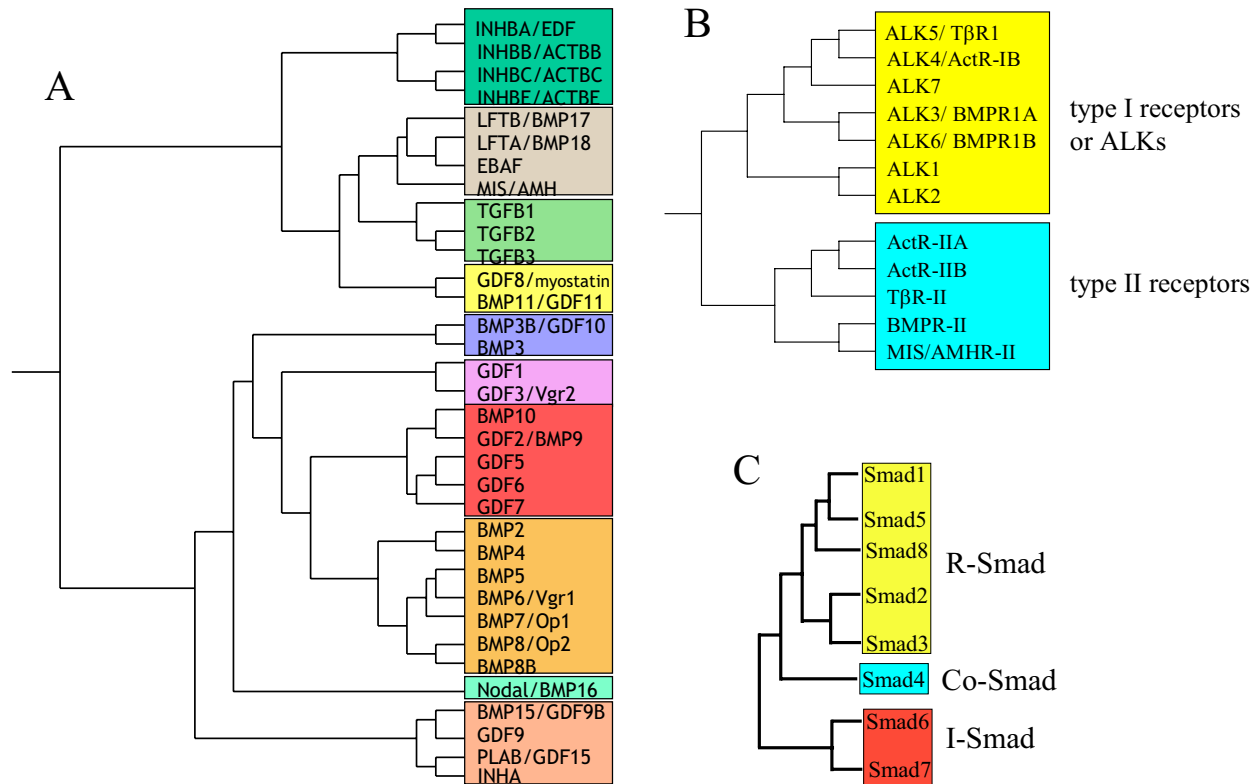 A
INHBA/EDF
INHBB/ACTBB
INHBC/ACTBC
INHBE/ACTBE
LFTB/BMP17
LFTA/BMP18
EBAF
MIS/AMH
TGFB1
TGFB2
TGFB3
GDF8/myostatin
BMP11/GDF11
BMP3B/GDF10
BMP3
GDF1
GDF3/Vgr2
BMP10
GDF2/BMP9
GDF5
GDF6
GDF7
BMP2
BMP4
BMP5
BMP6/Vgr1
BMP7/Op1
BMP8/Op2
BMP8B
Nodal/BMP16
BMP15/GDF9B
GDF9
PLAB/GDF15
INHA
B
ALK5/ TβR1
ALK4/ActR-IB
ALK7
ALK3/ BMPR1A
ALK6/ BMPR1B
ALK1
ALK2
type I receptors
or ALKs
ActR-IIA
ActR-IIB
TβR-II
BMPR-II
MIS/AMHR-II
type II receptors
C
Smad1
Smad5
Smad8
Smad2
Smad3
R-Smad
Smad4
Co-Smad
Smad6
Smad7
I-Smad